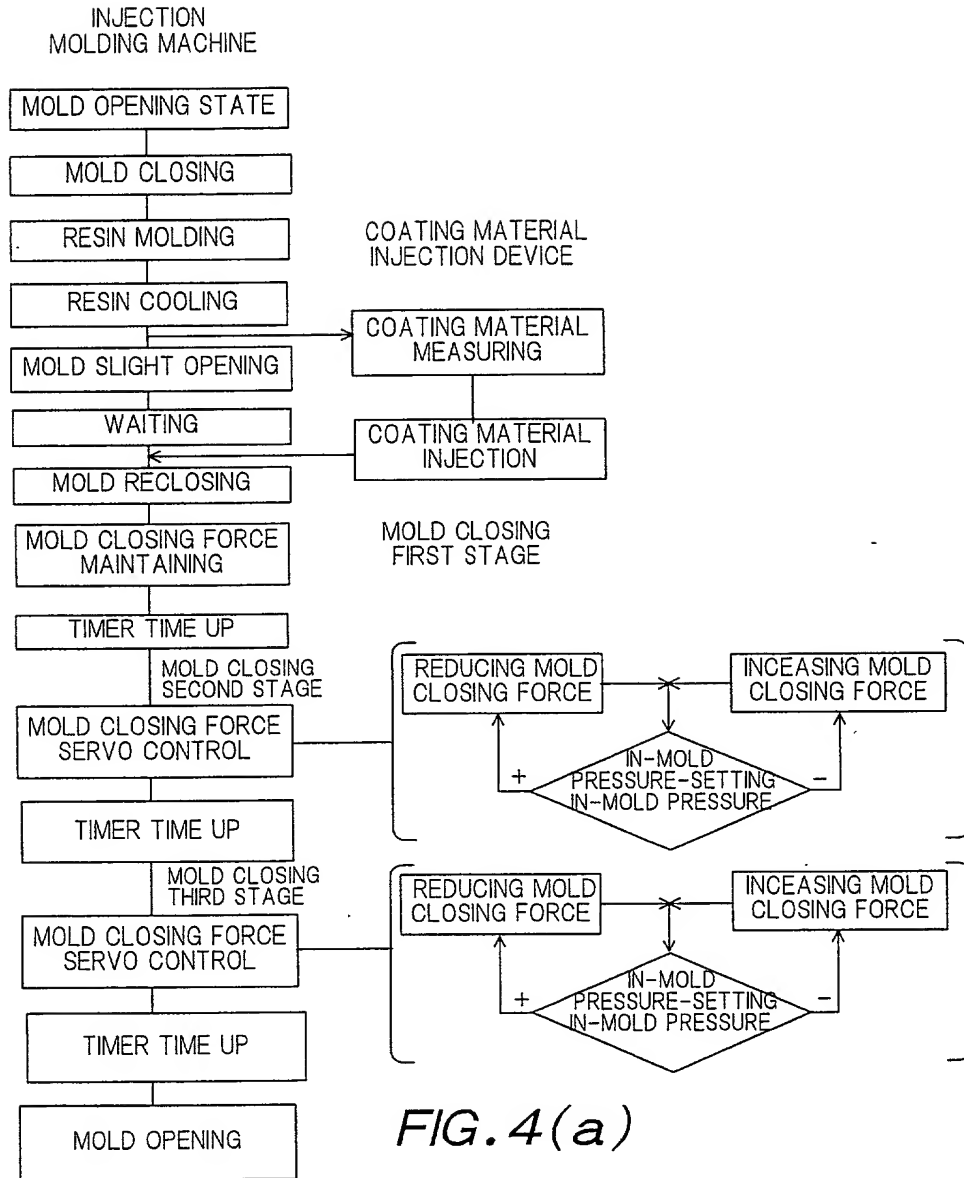 INJECTION
MOLDING MACHINE
MOLD OPENING STATE
MOLD CLOSING
RESIN MOLDING
RESIN COOLING
MOLD SLIGHT OPENING
WAITING
MOLD RECLOSING
MOLD CLOSING FORCE
MAINTAINING
TIMER TIME UP
MOLD CLOSING
SECOND STAGE
MOLD CLOSING FORCE
SERVO CONTROL
TIMER TIME UP
MOLD CLOSING
THIRD STAGE
MOLD CLOSING FORCE
SERVO CONTROL
TIMER TIME UP
MOLD OPENING
COATING MATERIAL
INJECTION DEVICE
COATING MATERIAL
MEASURING
COATING MATERIAL
INJECTION
MOLD CLOSING
FIRST STAGE
REDUCING MOLD
CLOSING FORCE
INCEASING MOLD
CLOSING FORCE
+
IN-MOLD
PRESSURE-SETTING
IN-MOLD PRESSURE
-
REDUCING MOLD
CLOSING FORCE
INCEASING MOLD
CLOSING FORCE
+
IN-MOLD
PRESSURE-SETTING
IN-MOLD PRESSURE
-
FIG. 4(a)